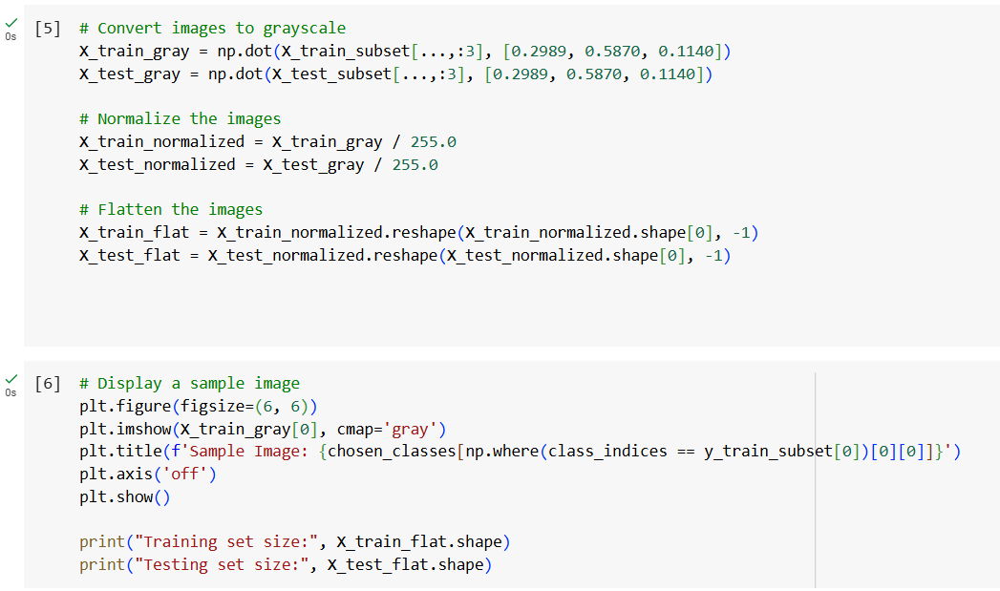 [5] # Convert images to grayscale
0s
X_train_gray = np.dot(X_train_subset[...,:3], [0.2989, 0.5870, 0.1140])
X_test_gray = np.dot(X_test_subset[...,:3], [0.2989, 0.5870, 0.1140])
# Normalize the images
X_train_normalized = X_train_gray / 255.0
X_test_normalized = X_test_gray / 255.0
# Flatten the images
X_train_flat = X_train_normalized.reshape(X_train_normalized.shape[0], -1)
X_test_flat = X_test_normalized.reshape(X_test_normalized.shape[0], -1)
[6] # Display a sample image
0s
plt.figure(figsize=(6, 6))
plt.imshow(X_train_gray[0], cmap='gray')
plt.title(f'Sample Image: {chosen_classes[np.where(class_indices == y_train_subset[0])[0][0]]}')
plt.axis('off')
plt.show()
print("Training set size:", X_train_flat.shape)
print("Testing set size:", X_test_flat.shape)